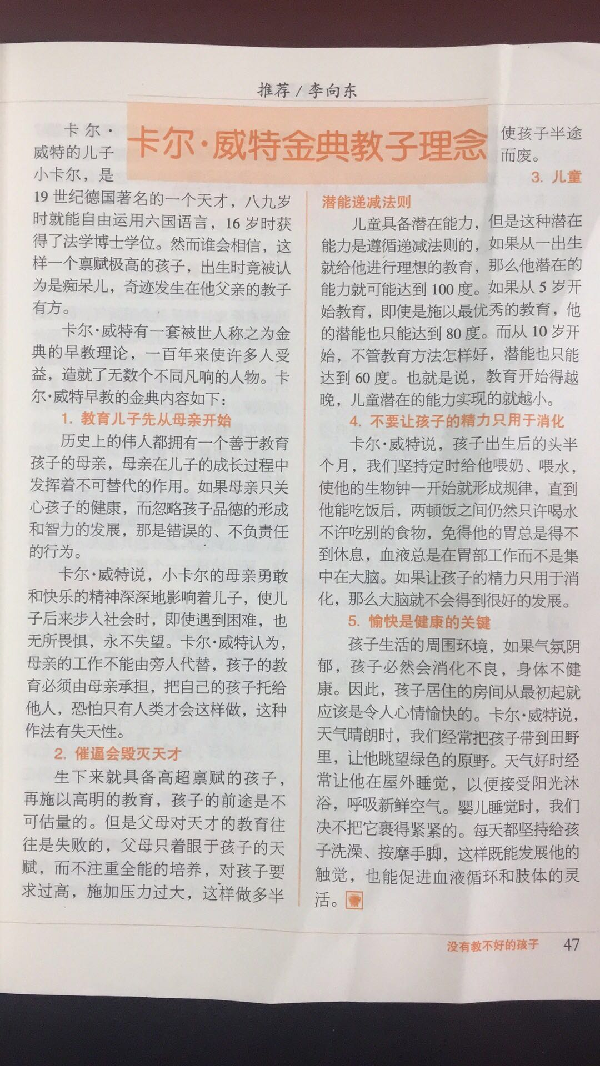 推荐/李向东
卡尔·威特金典教子理念
卡尔·
威特的儿子
小卡尔，是
19世纪德国著名的一个天才，八九岁
时就能自由运用六国语言，16岁时获
得了法学博士学位。然而谁会相信，这
样一个禀赋极高的孩子，出生时竟被认
为是痴呆儿，奇迹发生在他父亲的教子
有方。
卡尔·威特有一套被世人称之为金
典的早教理论，一百年来使许多人受
益，造就了无数个不同凡响的人物。卡
尔·威特早教的金典内容如下：
1. 教育儿子先从母亲开始
历史上的伟人都拥有一个善于教育
孩子的母亲，母亲在儿子的成长过程中
发挥着不可替代的作用。如果母亲只关
心孩子的健康，而忽略孩子品德的形成
和智力的发展，那是错误的、不负责任
的行为。
卡尔·威特说，小卡尔的母亲勇敢
和快乐的精神深深地影响着儿子，使儿
子后来步入社会时，即使遇到困难，也
无所畏惧，永不失望。卡尔·威特认为，
母亲的工作不能由旁人代替，孩子的教
育必须由母亲承担，把自己的孩子托给
他人，恐怕只有人类才会这样做，这种
作法有失天性。
2. 催逼会毁灭天才
生下来就具备高超禀赋的孩子，
再施以高明的教育，孩子的前途是不
可估量的。但是父母对天才的教育往
往是失败的，父母只着眼于孩子的天
赋，而不注重全能的培养，对孩子要
求过高，施加压力过大，这样做多半
使孩子半途
而废。
3. 儿童
潜能递减法则
儿童具备潜在能力，但是这种潜在
能力是遵循递减法则的，如果从一出生
就给他进行理想的教育，那么他潜在的
能力就可能达到100度。如果从5岁开
始教育，即使是施以最优秀的教育，他
的潜能也只能达到80度。而从10岁开
始，不管教育方法怎样好，潜能也只能
达到60度。也就是说，教育开始得越
晚，儿童潜在的能力实现的就越小。
4. 不要让孩子的精力只用于消化
卡尔·威特说，孩子出生后的头半
个月，我们坚持定时给他喂奶、喂水，
使他的生物钟一开始就形成规律，直到
他能吃饭后，两顿饭之间仍然只许喝水
不许吃别的食物，免得他的胃总是得不
到休息，血液总是在胃部工作而不是集
中在大脑。如果让孩子的精力只用于消
化，那么大脑就不会得到很好的发展。
5. 愉快是健康的关键
孩子生活的周围环境，如果气氛阴
郁，孩子必然会消化不良，身体不健
康。因此，孩子居住的房间从最初起就
应该是令人心情愉快的。卡尔·威特说，
天气晴朗时，我们经常把孩子带到田野
里，让他眺望绿色的原野。天气好时经
常让他在屋外睡觉，以便接受阳光沐
浴，呼吸新鲜空气。婴儿睡觉时，我们
决不把它裹得紧紧的。每天都坚持给孩
子洗澡、按摩手脚，这样既能发展他的
触觉，也能促进血液循环和肢体的灵
活。
没有教不好的孩子 47